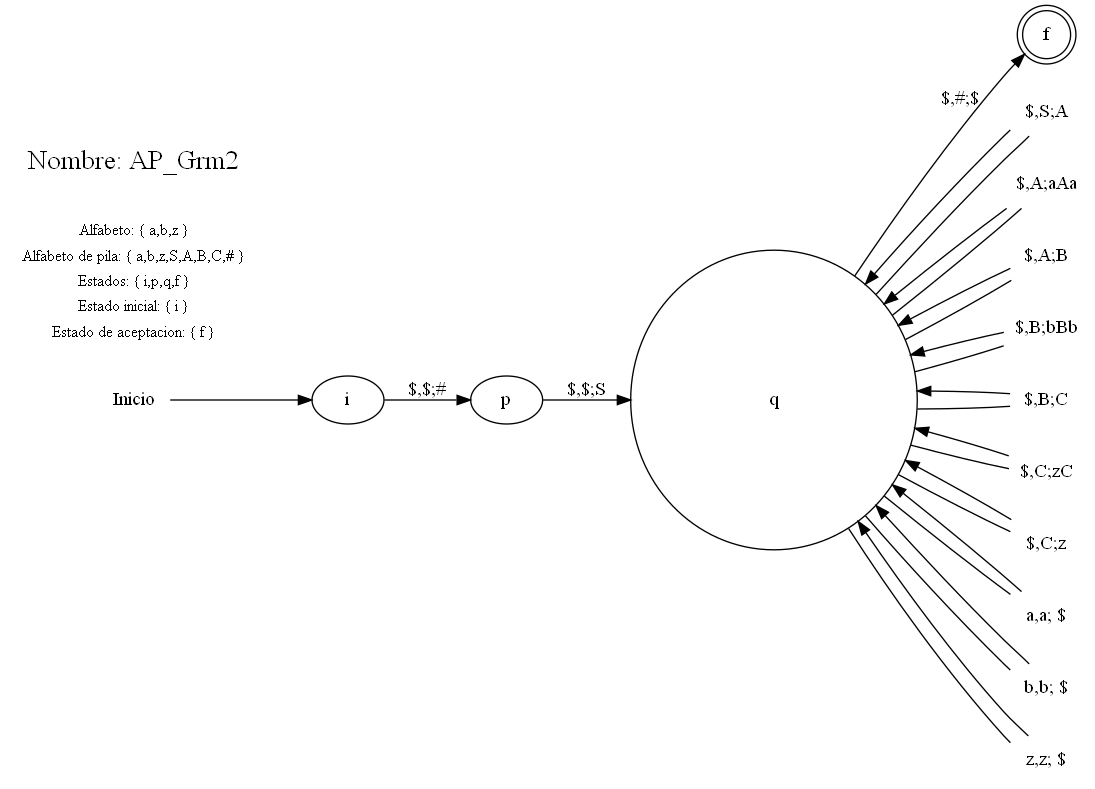 Nombre: AP_Grm2
Alfabeto: { a,b,z }
Alfabeto de pila: { a,b,z,S,A,B,C,# }
Estados: { i,p,q,f }
Estado inicial: { i }
Estado de aceptacion: { f }
Inicio
i
$,$;#
p
$,$;S
q
$,#;$
f
$,S;A
$,A;aAa
$,A;B
$,B;bBb
$,B;C
$,C;zC
$,C;z
a,a; $
b,b; $
z,z; $